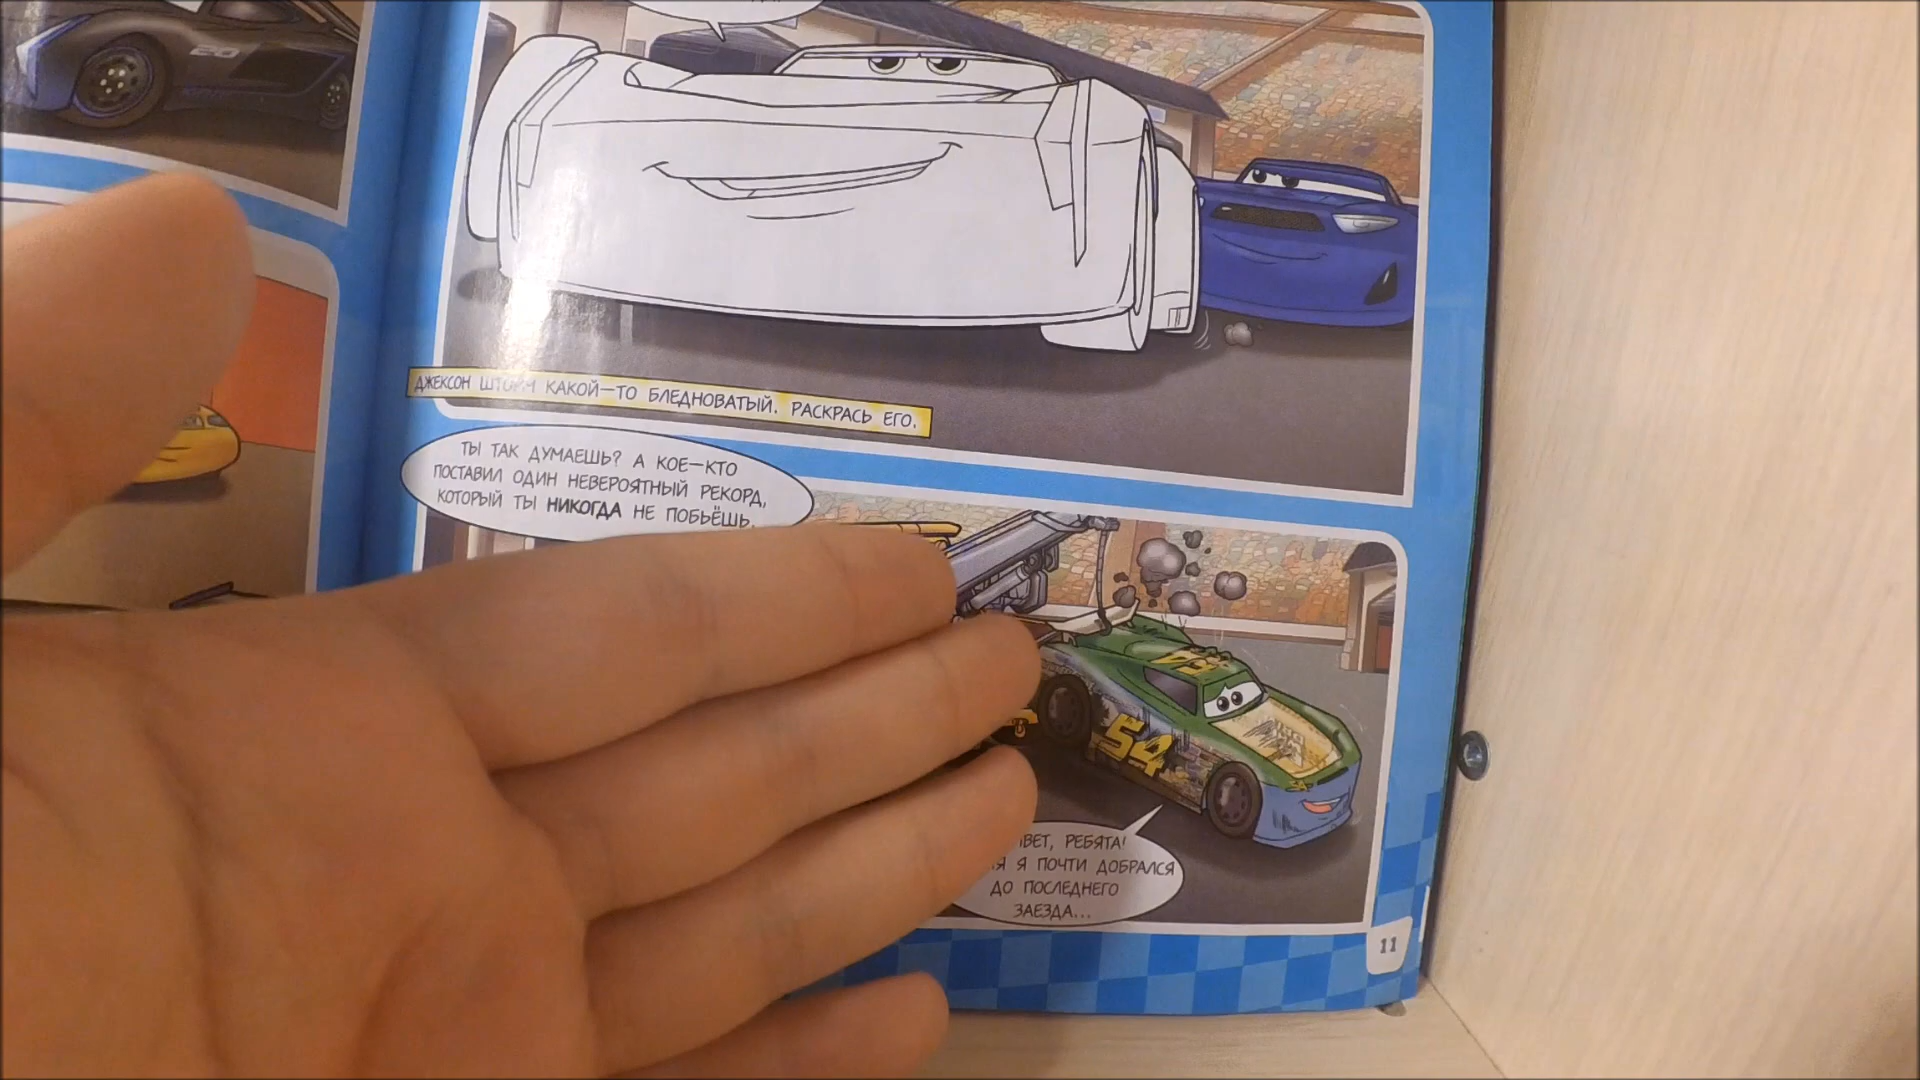 20
ДЖЕКСОН ШТОРМ КАКОЙ-ТО БЛЕДНОВАТЫЙ. РАСКРАСЬ ЕГО.
ТЫ ТАК ДУМАЕШЬ? А КОЕ-КТО
ПОСТАВИЛ ОДИН НЕВЕРОЯТНЫЙ РЕКОРД,
КОТОРЫЙ ТЫ НИКОГДА НЕ ПОБЬЁШЬ.
54
РЕБЯТА!
Я ПОЧТИ ДОБРАЛСЯ
ДО ПОСЛЕДНЕГО
ЗАЕЗДА...
11